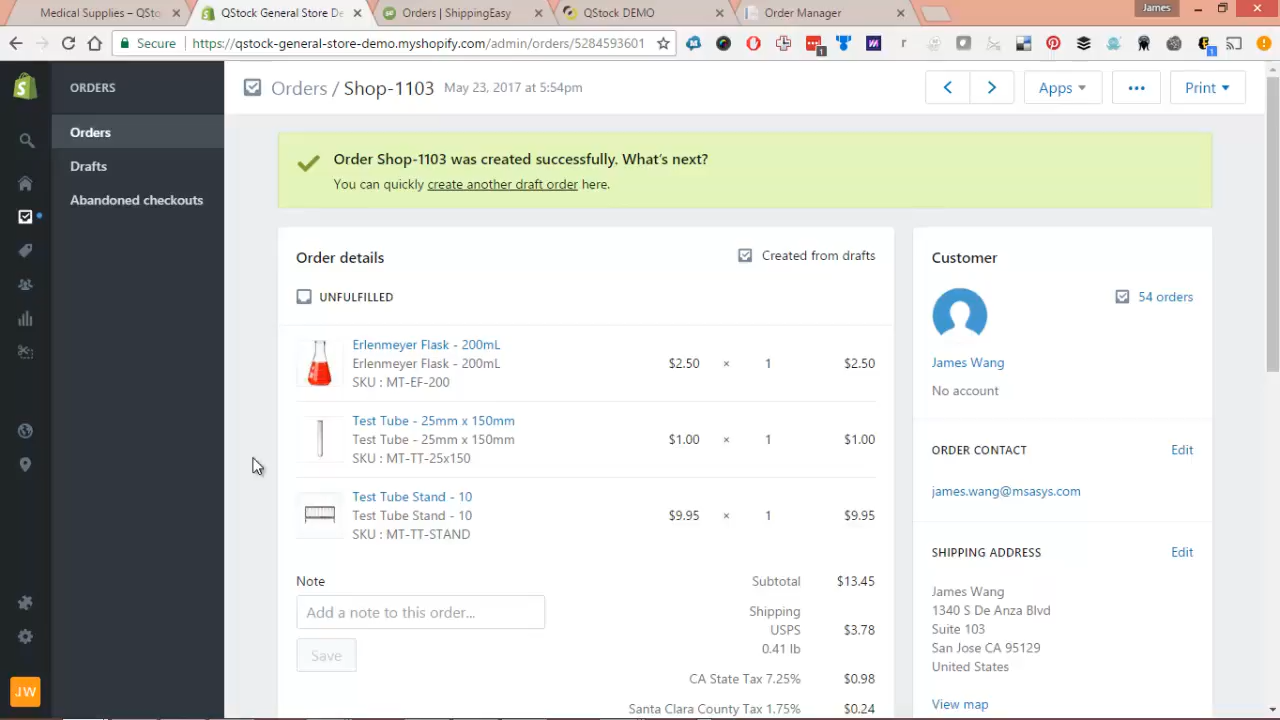 James
Medical Supplies – QSto
QStock General Store De
Orders | ShippingEasy
QStock DEMO
Order Manager
Secure https://qstock-general-store-demo.myshopify.com/admin/orders/5284593601
ORDERS
Orders
Drafts
Abandoned checkouts
JW
Orders / Shop-1103 May 23, 2017 at 5:54pm
Apps
Print
Order Shop-1103 was created successfully. What's next?
You can quickly create another draft order here.
Order details
Created from drafts
UNFULFILLED
Erlenmeyer Flask - 200mL
Erlenmeyer Flask - 200mL $2.50 × 1 $2.50
SKU : MT-EF-200
Test Tube - 25mm x 150mm
Test Tube - 25mm x 150mm $1.00 × 1 $1.00
SKU : MT-TT-25x150
Test Tube Stand - 10
Test Tube Stand - 10 $9.95 × 1 $9.95
SKU : MT-TT-STAND
Note
Add a note to this order...
Save
Subtotal $13.45
Shipping
USPS $3.78
0.41 lb
CA State Tax 7.25% $0.98
Santa Clara County Tax 1.75% $0.24
Customer
54 orders
James Wang
No account
ORDER CONTACT Edit
james.wang@msasys.com
SHIPPING ADDRESS Edit
James Wang
1340 S De Anza Blvd
Suite 103
San Jose CA 95129
United States
View map